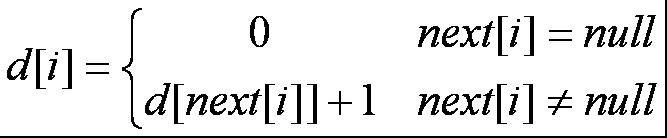 d[i] = { 0 next[i] = null
d[next[i]] + 1 next[i] ≠ null